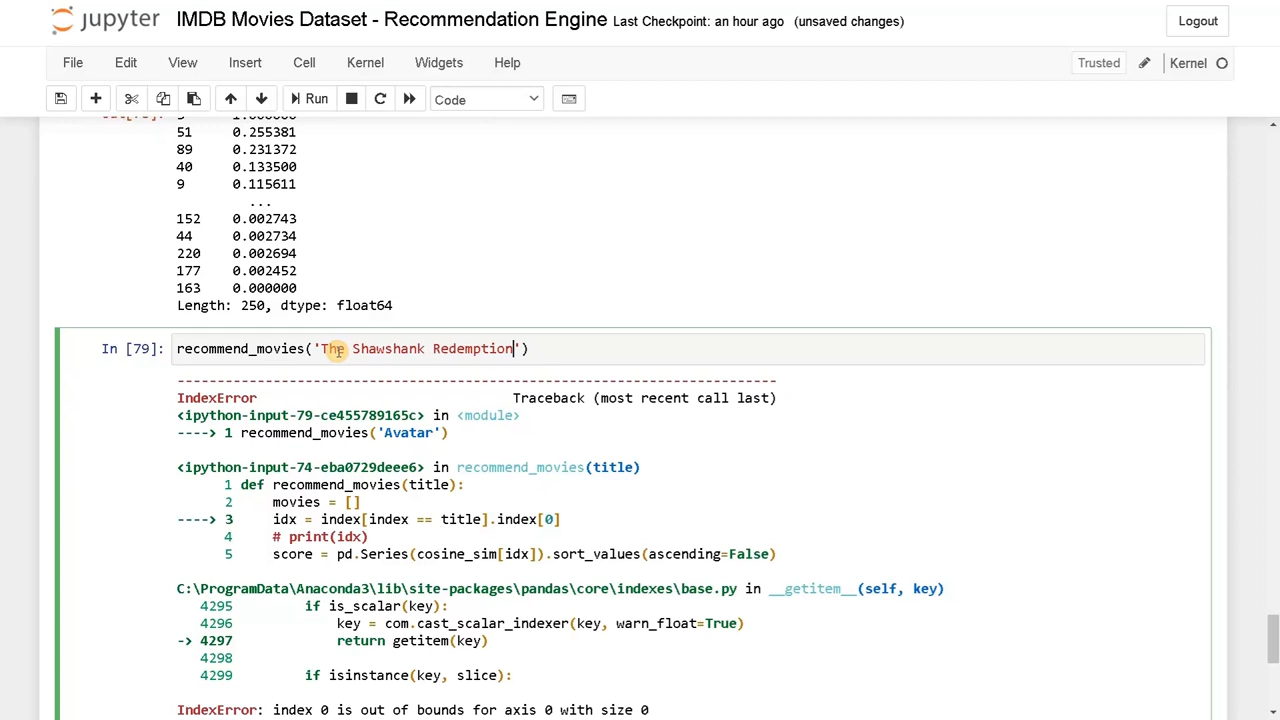 jupyter IMDB Movies Dataset - Recommendation Engine Last Checkpoint: an hour ago (unsaved changes) Logout
File Edit View Insert Cell Kernel Widgets Help Trusted Kernel
Run Code
51 0.255381
89 0.231372
40 0.133500
9 0.115611
...
152 0.002743
44 0.002734
220 0.002694
177 0.002452
163 0.000000
Length: 250, dtype: float64
In [79]: recommend_movies('The Shawshank Redemption')
---------------------------------------------------------------------------
IndexError Traceback (most recent call last)
<ipython-input-79-ce455789165c> in <module>
----> 1 recommend_movies('Avatar')
<ipython-input-74-eba0729deee6> in recommend_movies(title)
1 def recommend_movies(title):
2 movies = []
----> 3 idx = index[index == title].index[0]
4 # print(idx)
5 score = pd.Series(cosine_sim[idx]).sort_values(ascending=False)
C:\ProgramData\Anaconda3\lib\site-packages\pandas\core\indexes\base.py in __getitem__(self, key)
4295 if is_scalar(key):
4296 key = com.cast_scalar_indexer(key, warn_float=True)
-> 4297 return getitem(key)
4298
4299 if isinstance(key, slice):
IndexError: index 0 is out of bounds for axis 0 with size 0